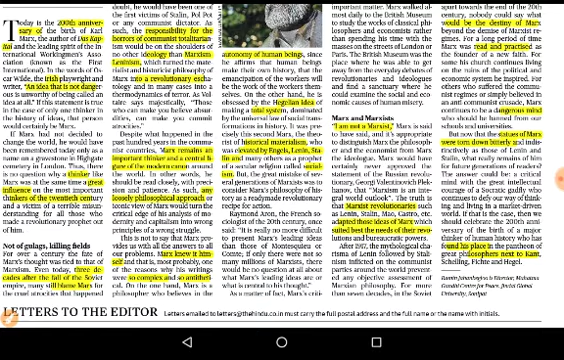 Today is the 200th anniver-
sary of the birth of Karl
Marx, the author of Das Kap-
ital and the leading spirit of the In-
ternational Workingmen's Asso-
ciation (known as the First
International). In the words of Os-
car Wilde, the Irish playwright and
writer, "An idea that is not danger-
ous is unworthy of being called an
idea at all." If this statement is true
in the case of only one thinker in
the history of ideas, that person
would certainly be Marx.
If Marx had not decided to
change the world, he would have
been remembered today only as a
name on a gravestone in Highgate
cemetery in London. Thus, there
is no question why a thinker like
Marx was at the same time a great
influence on the most important
thinkers of the twentieth century
and a victim of a terrible misun-
derstanding for all those who
made a revolutionary prophet out
of him.
Not of gulags, killing fields
For over a century the fate of
Marx's thought was tied to that of
Marxism. Even today, three de-
cades after the fall of the Soviet
empire, many still blame Marx for
the cruel atrocities that happened
doubt, he would have been one of
the first victims of Stalin, Pol Pot
or any communist dictator. As
such, the responsibility for the
horrors of communist totalitarian-
ism would be on the shoulders of
no other ideology than Marxism-
Leninism, which turned the mate-
rialist and historical philosophy of
Marx into a revolutionary escha-
tology and in many cases into a
thermodynamics of terror. As Vol-
taire says majestically, "Those
who can make you believe absur-
dities, can make you commit
atrocities."
Despite what happened in the
past hundred years in the commu-
nist countries, Marx remains an
important thinker and a central fi-
gure of the modern canon around
the world. In other words, he
should be read closely, with preci-
sion and patience. As such, any
loosely philosophical approach or
iconic view of Marx would turn the
critical edge of his analysis of mo-
dernity and capitalism into wrong
principles of a wrong struggle.
This is not to say that Marx pro-
vides us with all the answers to all
our problems. Marx knew it him-
self and that is, most probably, one
of the reasons why his writings
were so complex and so antitheti-
cal. On the one hand, Marx is a
philosopher who believes in the
autonomy of human beings, since
he affirms that human beings
make their own history, that the
emancipation of the workers will
be the work of the workers them-
selves. On the other hand, he is
obsessed by the Hegelian idea of
making a total system, dominated
by the universal law of social trans-
formations in history. It was pre-
cisely this second Marx, the theo-
rist of historical materialism, who
was elevated by Engels, Lenin, Sta-
lin and many others as a prophet
of a secular religion called social-
ism. But, the great mistake of sev-
eral generations of Marxists was to
consider Marx's philosophy of his-
tory as a readymade revolutionary
recipe for action.
Raymond Aron, the French so-
ciologist of the 20th century, once
said: "It is really no more difficult
to present Marx's leading ideas
than those of Montesquieu or
Comte; if only there were not so
many millions of Marxists, there
would be no question at all about
what Marx's leading ideas are or
what is central to his thought."
As a matter of fact, Marx's criti-
important matter. Marx walked al-
most daily to the British Museum
to study the works of classical phi-
losophers and economists rather
than spending his time with the
masses on the streets of London or
Paris. The British Museum was the
place where he was able to get
away from the everyday debates of
revolutionaries and ideologues
and find a sanctuary where he
could examine the social and eco-
nomic causes of human misery.
Marx and Marxists
"I am not a Marxist," Marx is said
to have said, and it's appropriate
to distinguish Marx the philosoph-
er and the economist from Marx
the ideologue. Marx would have
certainly never approved the
statement of the Russian revolu-
tionary, Georgi Valentinovich Plek-
hanov, that "Marxism is an inte-
gral world outlook". The truth is
that Marxist revolutionaries such
as Lenin, Stalin, Mao, Castro, etc.
adapted those ideas of Marx which
suited best the needs of their revo-
lutions and bureaucratic powers.
After 1917, the mythological cha-
risma of Lenin followed by Stali-
nism inflicted on the communist
parties around the world prevent-
ed any objective assessment of
Marxism philosophy. For more
than seven decades, in the Soviet
apart towards the end of the 20th
century, nobody could say what
would be the destiny of Marx
beyond the demise of Marxist re-
gimes. For a long period of time
Marx was read and practised as
the founder of a new faith. For
some his church continues living
on the ruins of the political and
economic system he inspired. For
others who suffered the commu-
nist regimes or simply believed in
an anti communist crusade, Marx
continues to be a dangerous mind
who should be banned from our
schools and universities.
But now that the statues of Marx
were torn down bitterly and indis-
tinctively as those of Lenin and
Stalin, what really remains of him
for future generations of readers?
The answer could be: a critical
mind with the great intellectual
courage of a Socratic gadfly who
continues to defy our way of think-
ing and living in a market-driven
world. If that is the case, then we
should celebrate the 200th anni-
versary of the birth of a major
thinker of human history who has
found his place in the pantheon of
great philosophers next to Kant,
Schelling, Fichte and Hegel.
Ramin Jahanbegloo is Director, Mahatma
Gandhi Centre for Peace, Jindal Global
University, Sonipat
LETTERS TO THE EDITOR Letters emailed to letters@thehindu.co.in must carry the full postal address and the full name or the name with initials.